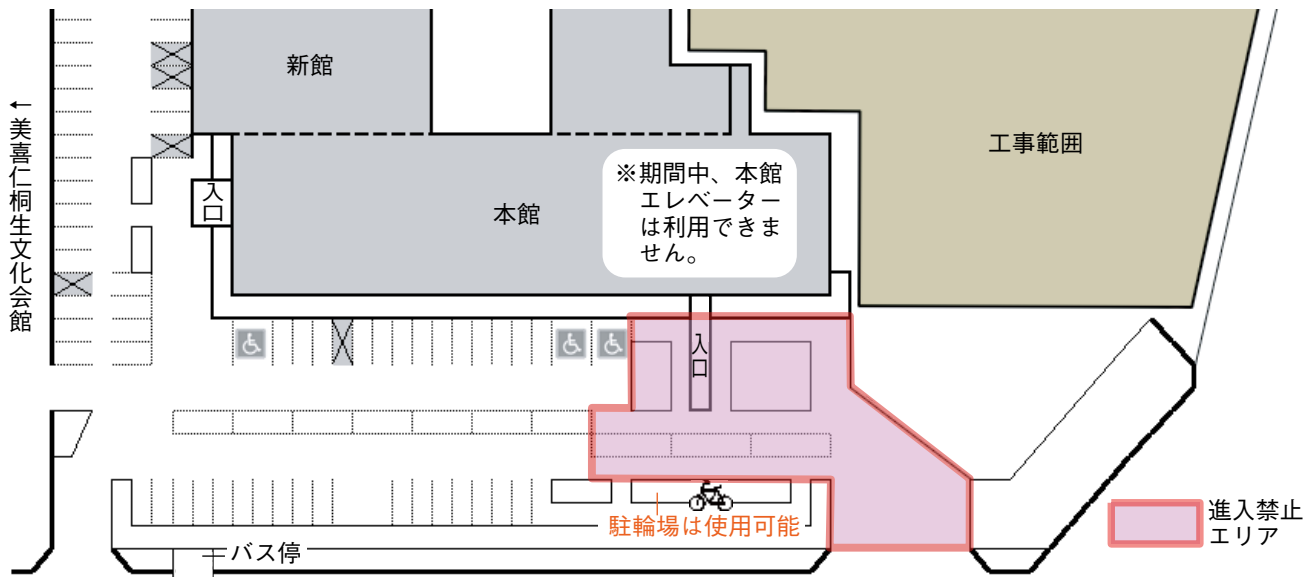 新館
工事範囲
←美喜仁桐生文化会館
※期間中、本館
エレベーター
は利用できま
せん。
入口
本館
入口
駐輪場は使用可能
バス停
進入禁止
エリア